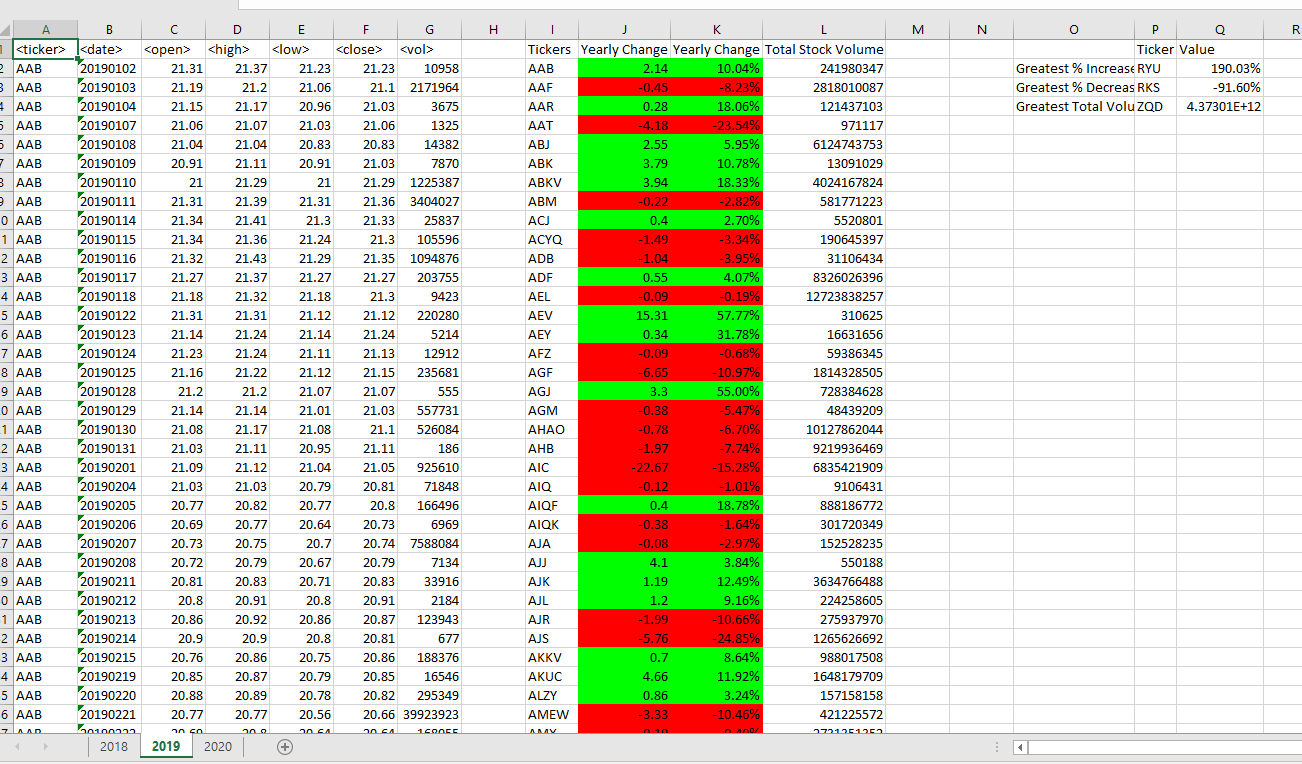 A B C D E F G H I J K L M N O P Q R
1 <ticker> <date> <open> <high> <low> <close> <vol> Tickers Yearly Change Yearly Change Total Stock Volume Ticker Value
2 AAB 20190102 21.31 21.37 21.23 21.23 10958 AAB 2.14 10.04% 241980347 Greatest % Increase RYU 190.03%
3 AAB 20190103 21.19 21.2 21.06 21.1 2171964 AAF -0.45 -8.23% 2818010087 Greatest % Decreas RKS -91.60%
4 AAB 20190104 21.15 21.17 20.96 21.03 3675 AAR 0.28 18.06% 121437103 Greatest Total Volu ZQD 4.37301E+12
5 AAB 20190107 21.06 21.07 21.03 21.06 1325 AAT -4.18 -23.54% 971117
6 AAB 20190108 21.04 21.04 20.83 20.83 14382 ABJ 2.55 5.95% 6124743753
7 AAB 20190109 20.91 21.11 20.91 21.03 7870 ABK 3.79 10.78% 13091029
8 AAB 20190110 21 21.29 21 21.29 1225387 ABKV 3.94 18.33% 4024167824
9 AAB 20190111 21.31 21.39 21.31 21.36 3404027 ABM -0.22 -2.82% 581771223
0 AAB 20190114 21.34 21.41 21.3 21.33 25837 ACJ 0.4 2.70% 5520801
1 AAB 20190115 21.34 21.36 21.24 21.3 105596 ACYQ -1.49 -3.34% 190645397
2 AAB 20190116 21.32 21.43 21.29 21.35 1094876 ADB -1.04 -3.95% 31106434
3 AAB 20190117 21.27 21.37 21.27 21.27 203755 ADF 0.55 4.07% 8326026396
4 AAB 20190118 21.18 21.32 21.18 21.3 9423 AEL -0.09 -0.19% 12723838257
5 AAB 20190122 21.31 21.31 21.12 21.12 220280 AEV 15.31 57.77% 310625
6 AAB 20190123 21.14 21.24 21.14 21.24 5214 AEY 0.34 31.78% 16631656
7 AAB 20190124 21.23 21.24 21.11 21.13 12912 AFZ -0.09 -0.68% 59386345
8 AAB 20190125 21.16 21.22 21.12 21.15 235681 AGF -6.65 -10.97% 1814328505
9 AAB 20190128 21.2 21.2 21.07 21.07 555 AGJ 3.3 55.00% 728384628
0 AAB 20190129 21.14 21.14 21.01 21.03 557731 AGM -0.38 -5.47% 48439209
1 AAB 20190130 21.08 21.17 21.08 21.1 526084 AHAO -0.78 -6.70% 10127862044
2 AAB 20190131 21.03 21.11 20.95 21.11 186 AHB -1.97 -7.74% 9219936469
3 AAB 20190201 21.09 21.12 21.04 21.05 925610 AIC -22.67 -15.28% 6835421909
4 AAB 20190204 21.03 21.03 20.79 20.81 71848 AIQ -0.12 -1.01% 9106431
5 AAB 20190205 20.77 20.82 20.77 20.8 166496 AIQF 0.4 18.78% 888186772
6 AAB 20190206 20.69 20.77 20.64 20.73 6969 AIQK -0.38 -1.64% 301720349
7 AAB 20190207 20.73 20.75 20.7 20.74 7588084 AJA -0.08 -2.97% 152528235
8 AAB 20190208 20.72 20.79 20.67 20.79 7134 AJJ 4.1 3.84% 550188
9 AAB 20190211 20.81 20.83 20.71 20.83 33916 AJK 1.19 12.49% 3634766488
0 AAB 20190212 20.8 20.91 20.8 20.91 2184 AJL 1.2 9.16% 224258605
1 AAB 20190213 20.86 20.92 20.86 20.87 123943 AJR -1.99 -10.66% 275937970
2 AAB 20190214 20.9 20.9 20.8 20.81 677 AJS -5.76 -24.85% 1265626692
3 AAB 20190215 20.76 20.86 20.75 20.86 188376 AKKV 0.7 8.64% 988017508
4 AAB 20190219 20.85 20.87 20.79 20.85 16546 AKUC 4.66 11.92% 1648179709
5 AAB 20190220 20.88 20.89 20.78 20.82 295349 ALZY 0.86 3.24% 157158158
6 AAB 20190221 20.77 20.77 20.56 20.66 39923923 AMEW -3.33 -10.46% 421225572
2018 2019 2020